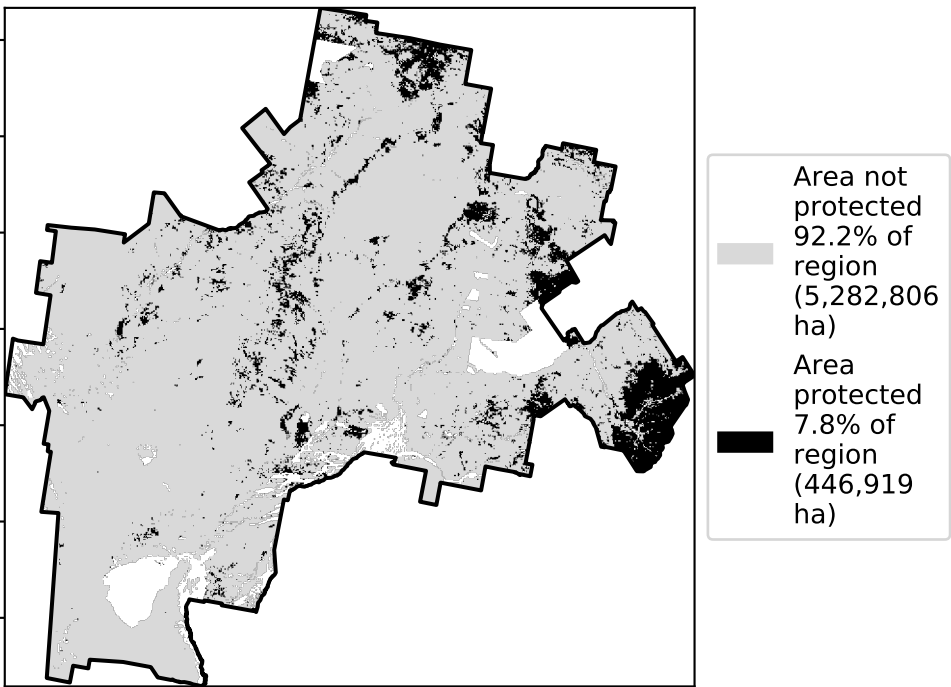 Area not
protected
92.2% of
region
(5,282,806
ha)
Area
protected
7.8% of
region
(446,919
ha)